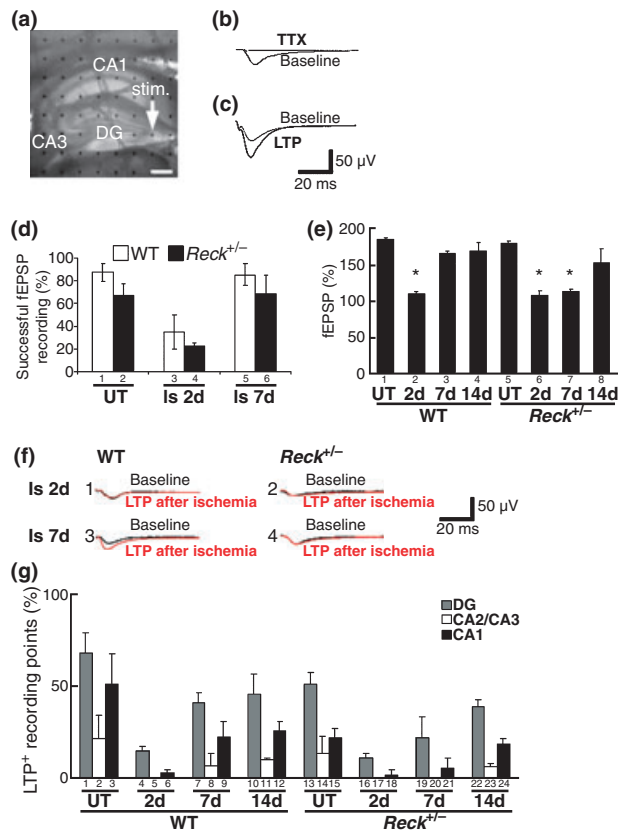 (a)
CA1
stim.
CA3
DG
(b)
TTX
Baseline
(c)
Baseline
LTP
50 µV
20 ms
(d)
WT
Reck+/–
Successful fEPSP
recording (%)
100
80
60
40
20
0
1 2 3 4 5 6
UT Is 2d Is 7d
(e)
fEPSP (%)
200
150
100
50
0
* * *
1 2 3 4 5 6 7 8
UT 2d 7d 14d UT 2d 7d 14d
WT Reck+/–
(f)
WT Reck+/–
Is 2d
1
Baseline
LTP after ischemia
2
Baseline
LTP after ischemia
50 µV
20 ms
Is 7d
3
Baseline
LTP after ischemia
4
Baseline
LTP after ischemia
(g)
LTP+ recording points (%)
100
50
0
DG
CA2/CA3
CA1
1 2 3 4 5 6 7 8 9 10 11 12 13 14 15 16 17 18 19 20 21 22 23 24
UT 2d 7d 14d UT 2d 7d 14d
WT Reck+/–